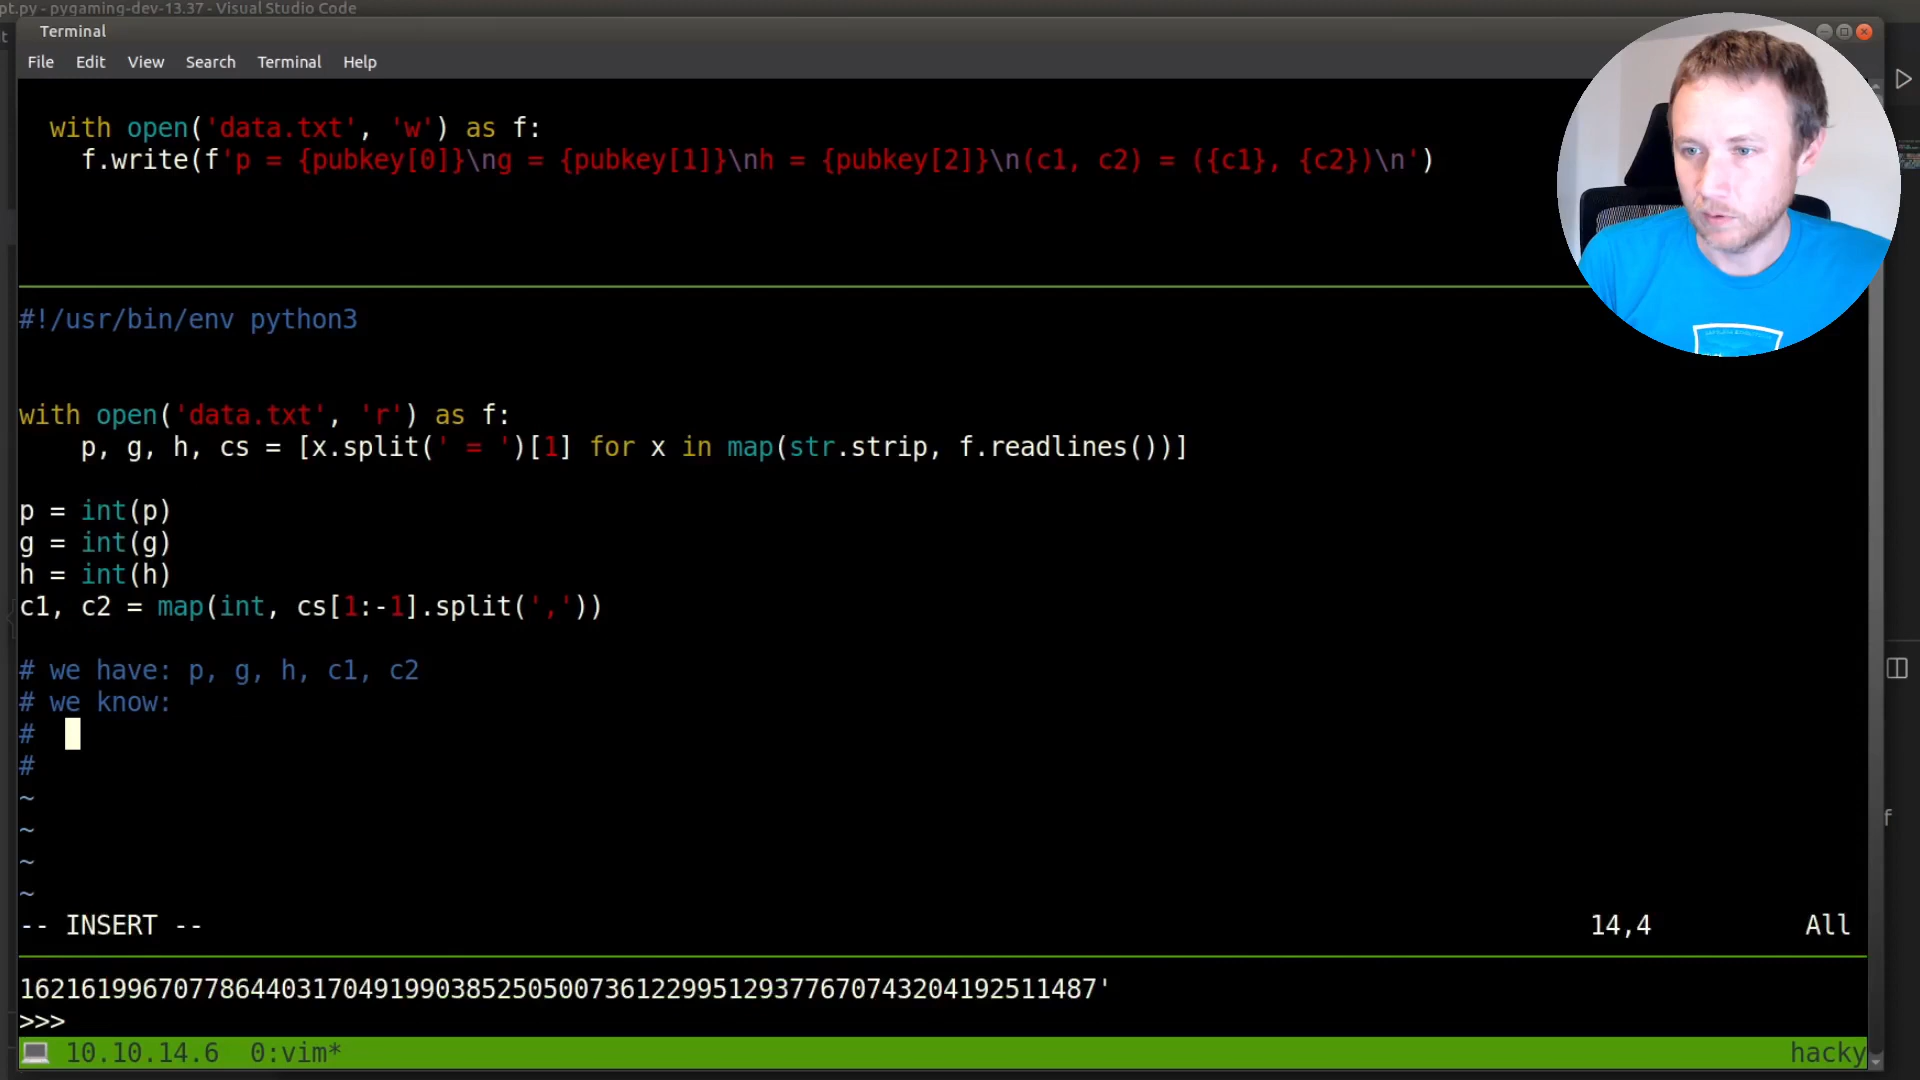 pt.py - pygaming-dev-13.37 - Visual Studio Code
Terminal
File Edit View Search Terminal Help
with open('data.txt', 'w') as f:
f.write(f'p = {pubkey[0]}\ng = {pubkey[1]}\nh = {pubkey[2]}\n(c1, c2) = ({c1}, {c2})\n')
#!/usr/bin/env python3
with open('data.txt', 'r') as f:
p, g, h, cs = [x.split(' = ')[1] for x in map(str.strip, f.readlines())]
p = int(p)
g = int(g)
h = int(h)
c1, c2 = map(int, cs[1:-1].split(','))
# we have: p, g, h, c1, c2
# we know:
#
#
~
~
~
~
-- INSERT -- 14,4 All
162161996707786440317049199038525050073612299512937767074320419251​1487'
>>>
10.10.14.6 0:vim* hacky